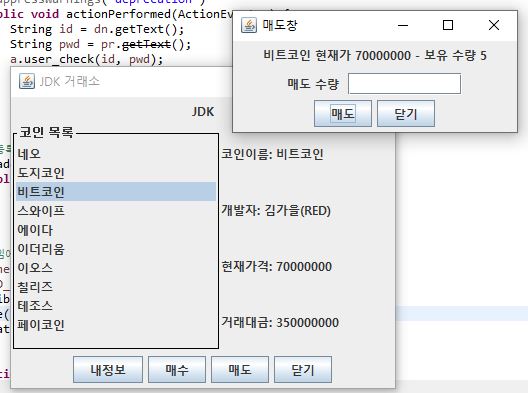 public void actionPerformed(ActionEvent
String id = dn.getText();
String pwd = pr.getText();
a.user_check(id, pwd);
매도창
비트코인 현재가 70000000 - 보유 수량 5
매도 수량
매도 닫기
JDK 거래소
JDK
코인 목록
네오
도지코인
비트코인
스와이프
에이다
이더리움
이오스
칠리즈
테조스
페이코인
코인이름: 비트코인
개발자: 김가을(RED)
현재가격: 70000000
거래대금: 350000000
내정보 매수 매도 닫기